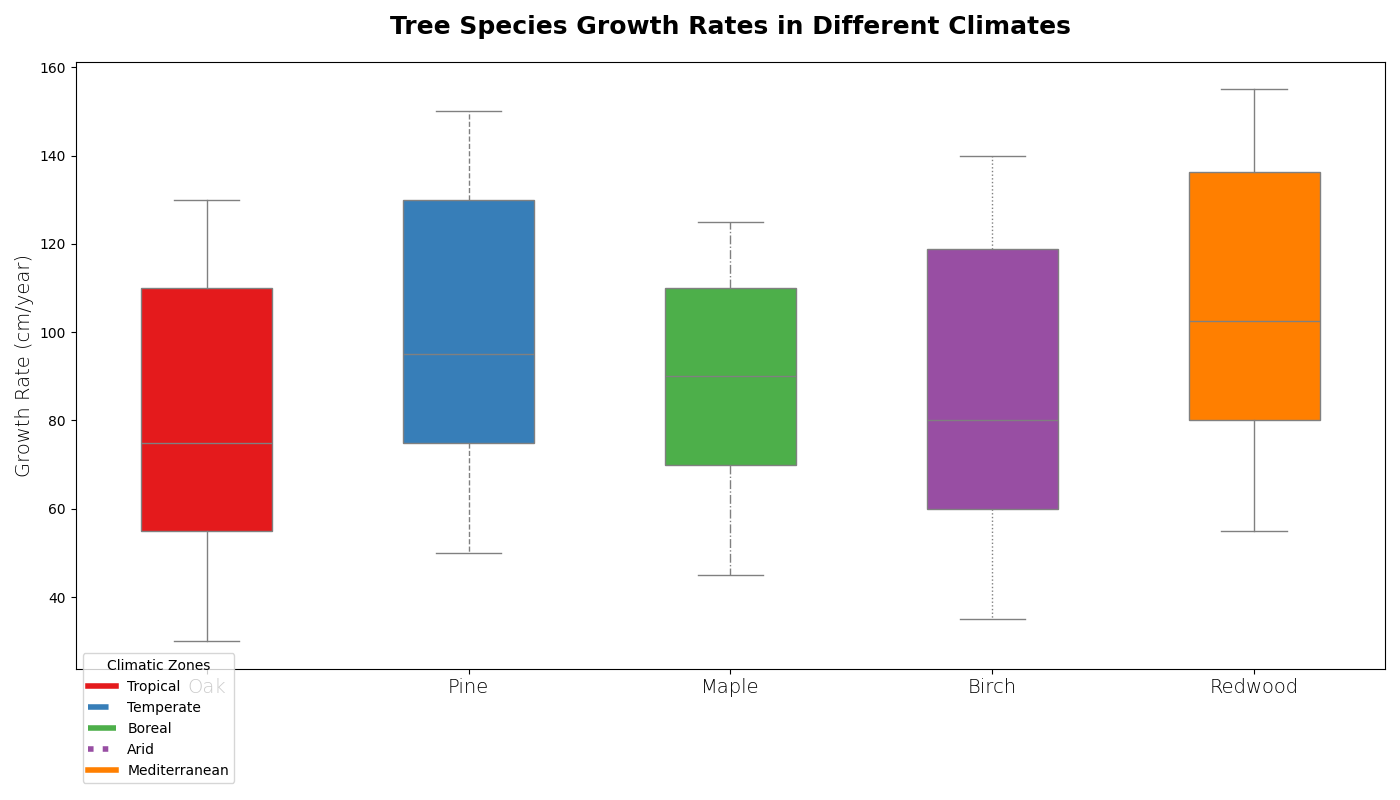 Tree Species Growth Rates in Different Climates
Growth Rate (cm/year)
160
140
120
100
80
60
40
Oak
Pine
Maple
Birch
Redwood
Climatic Zones
Tropical
Temperate
Boreal
Arid
Mediterranean